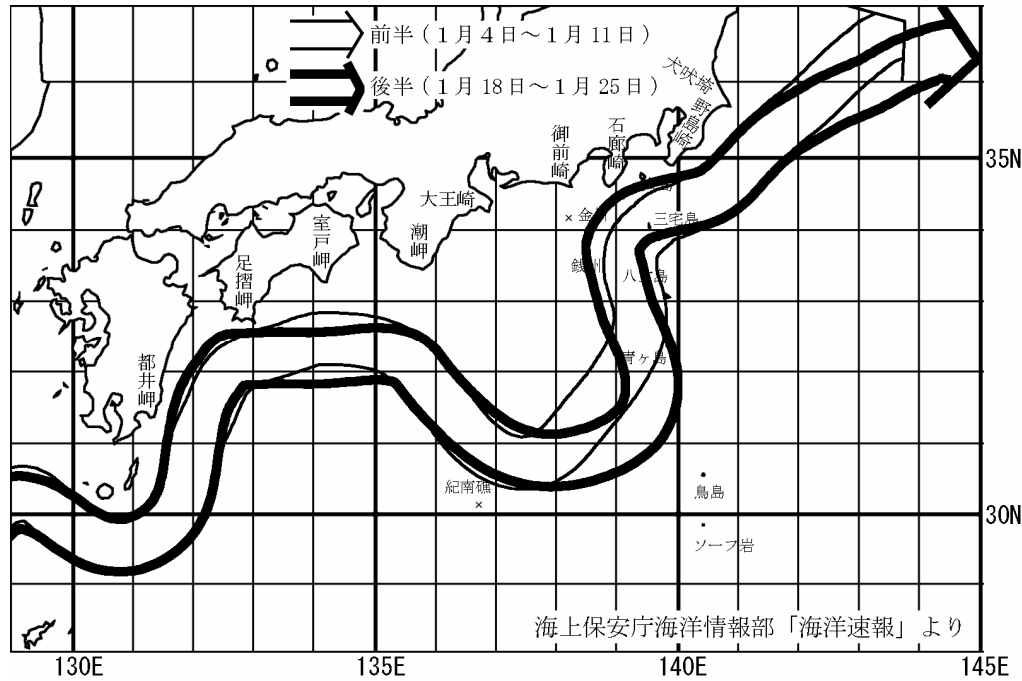 前半（１月４日～１月11日）
後半（１月18日～１月25日）
犬吠埼
野島崎
石廊崎
御前崎
大王崎
潮岬
室戸岬
足摺岬
都井岬
三宅島
銭州
八丈島
青ヶ島
紀南礁
鳥島
ソーフ岩
35N
30N
海上保安庁海洋情報部「海洋速報」より
130E
135E
140E
145E